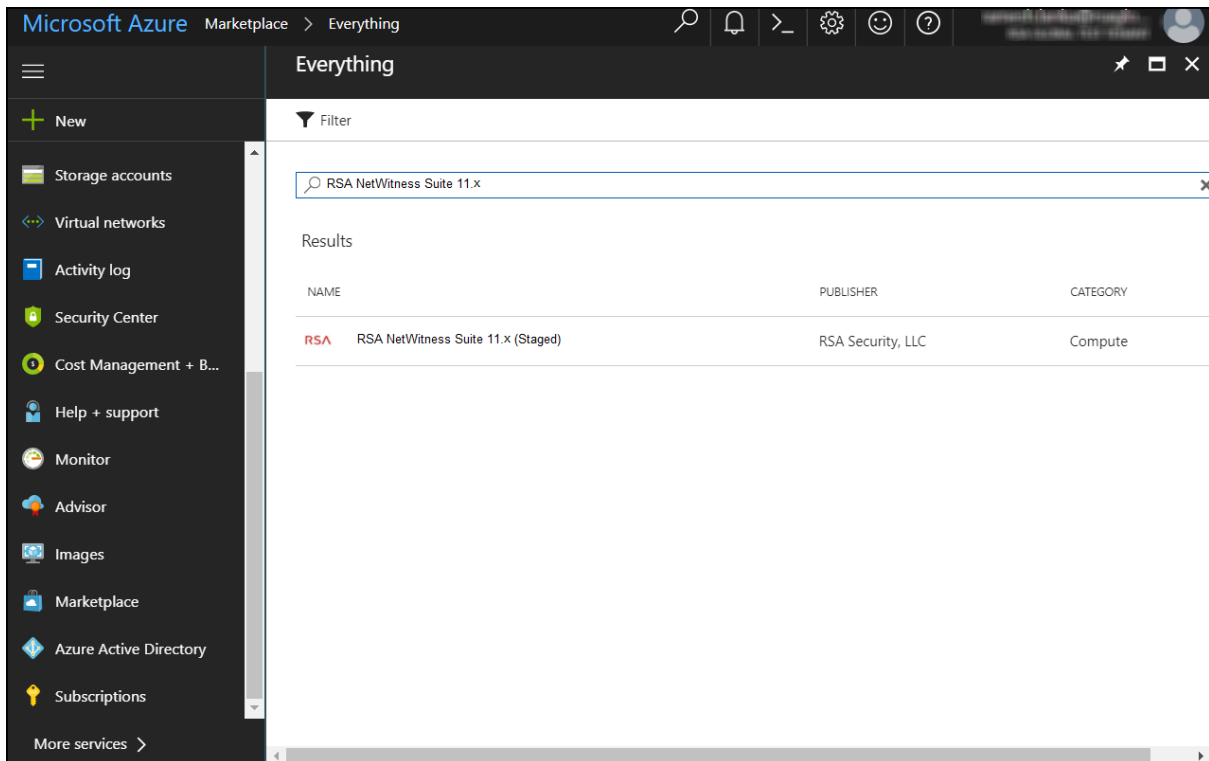 Microsoft Azure Marketplace > Everything
Everything
New
Filter
Storage accounts
RSA NetWitness Suite 11.x
Virtual networks
Results
Activity log
NAME PUBLISHER CATEGORY
Security Center
RSA RSA NetWitness Suite 11.x (Staged) RSA Security, LLC Compute
Cost Management + B...
Help + support
Monitor
Advisor
Images
Marketplace
Azure Active Directory
Subscriptions
More services >